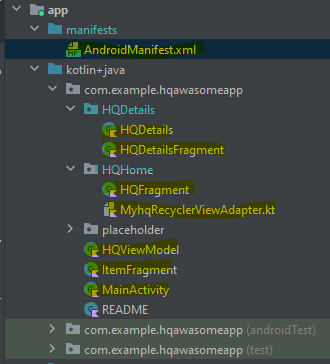 app
manifests
AndroidManifest.xml
kotlin+java
com.example.hqawasomeapp
HQDetails
HQDetails
HQDetailsFragment
HQHome
HQFragment
MyhqRecyclerViewAdapter.kt
placeholder
HQViewModel
ItemFragment
MainActivity
README
com.example.hqawasomeapp (androidTest)
com.example.hqawasomeapp (test)